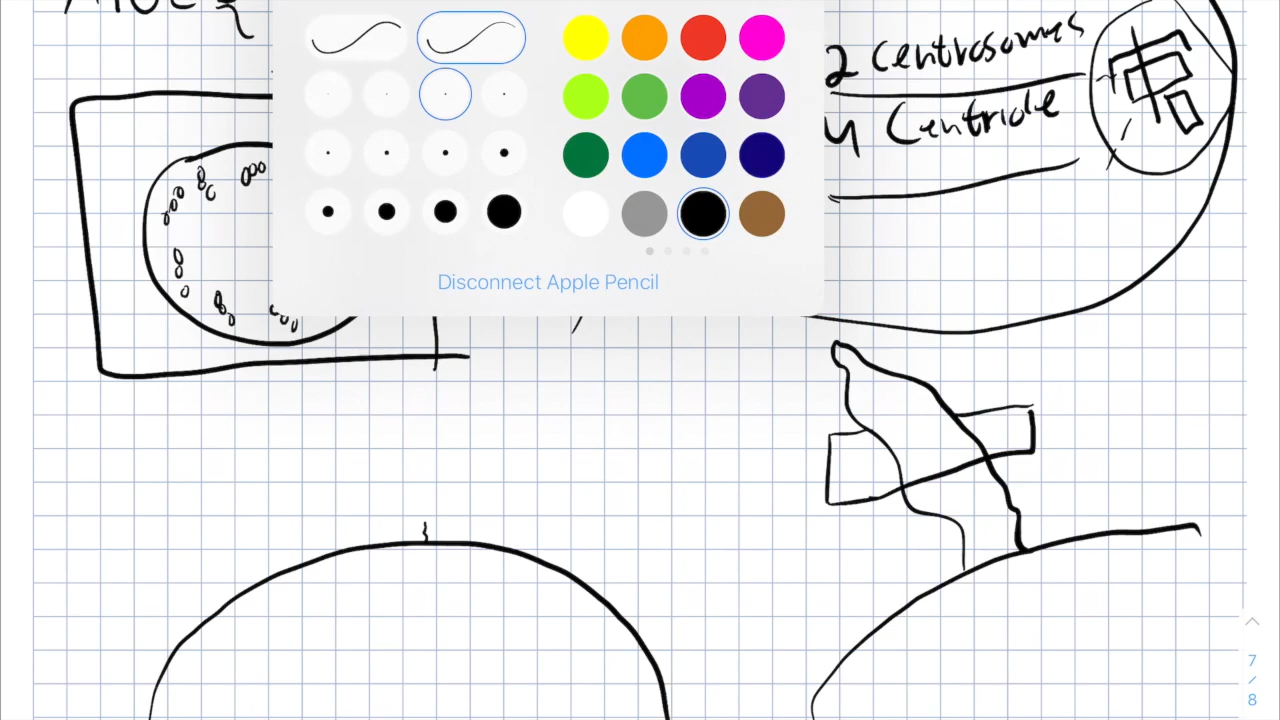 2 Centrosomes
4 Centriole
Disconnect Apple Pencil
7
/
8